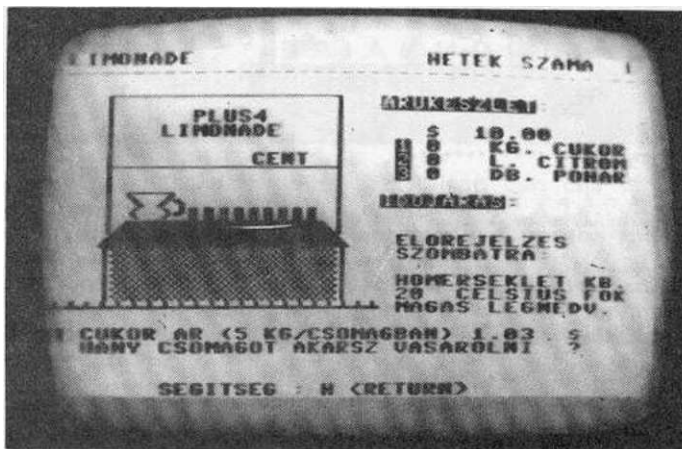 LIMONADE
HETEK SZAMA
PLUS4
LIMONADE
CENT
ARUKESZLET:
$ 10.00
1 0 KG. CUKOR
2 0 L. CITROM
3 0 DB. POHAR
IDOJARAS:
ELOREJELZES
SZOMBATRA:
HOMERSEKLET KB.
20 CELSIUS FOK
MAGAS LEGNEDV.
CUKOR AR (5 KG/CSOMAGBAN) 1.03 $
HANY CSOMAGOT AKARSZ VASAROLNI ?
SEGITSEG : H (RETURN)